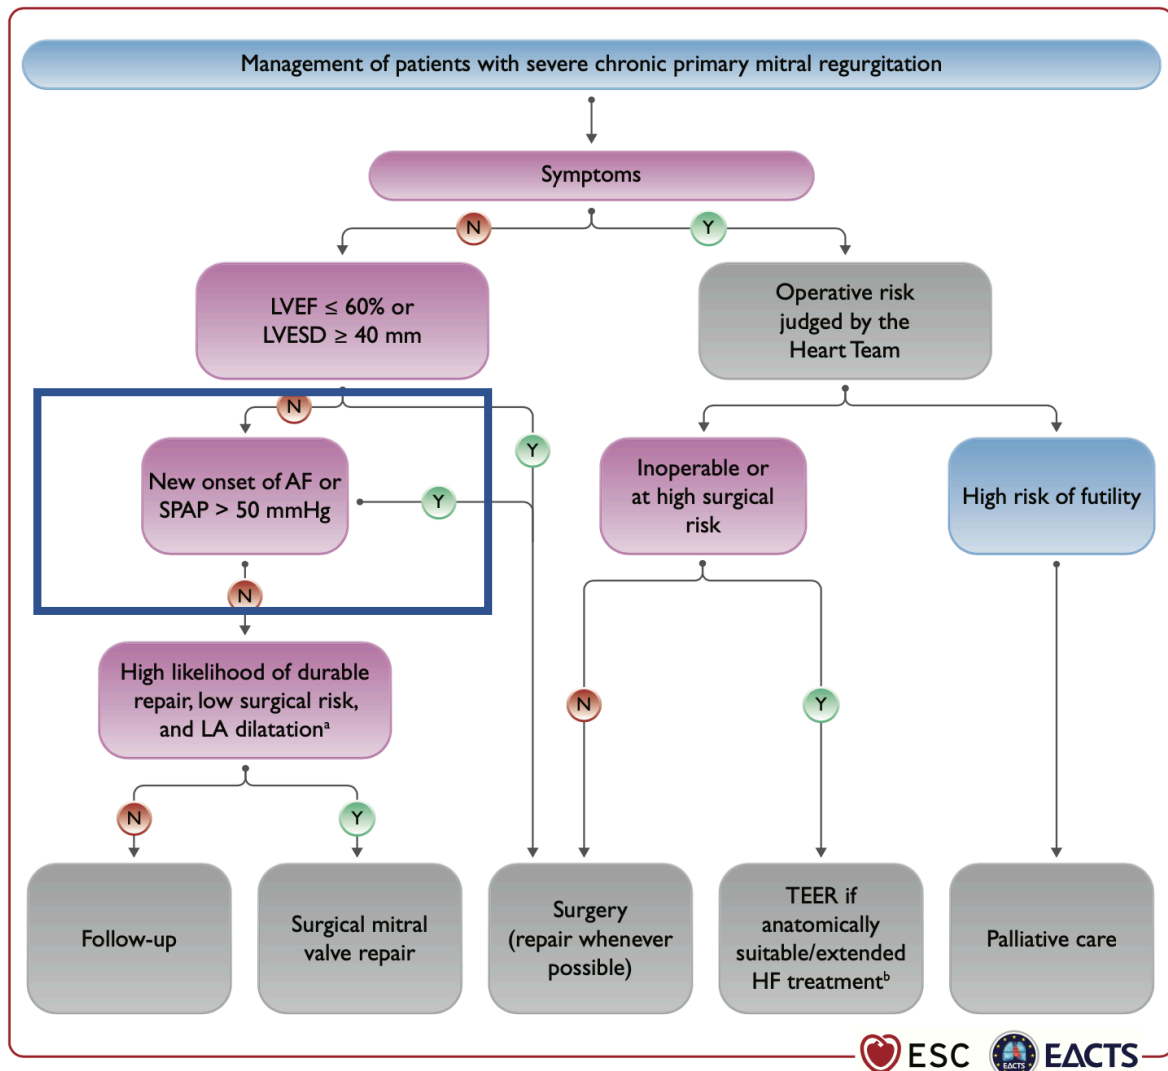 Management of patients with severe chronic primary mitral regurgitation
Symptoms
N
Y
LVEF ≤ 60% or
LVESD ≥ 40 mm
Operative risk
judged by the
Heart Team
N
Y
New onset of AF or
SPAP > 50 mmHg
Y
Inoperable or
at high surgical
risk
High risk of futility
N
High likelihood of durable
repair, low surgical risk,
and LA dilatationᵃ
N
Y
N
Y
Follow-up
Surgical mitral
valve repair
Surgery
(repair whenever
possible)
TEER if
anatomically
suitable/extended
HF treatmentᵇ
Palliative care
ESC
EACTS
EΔCTS